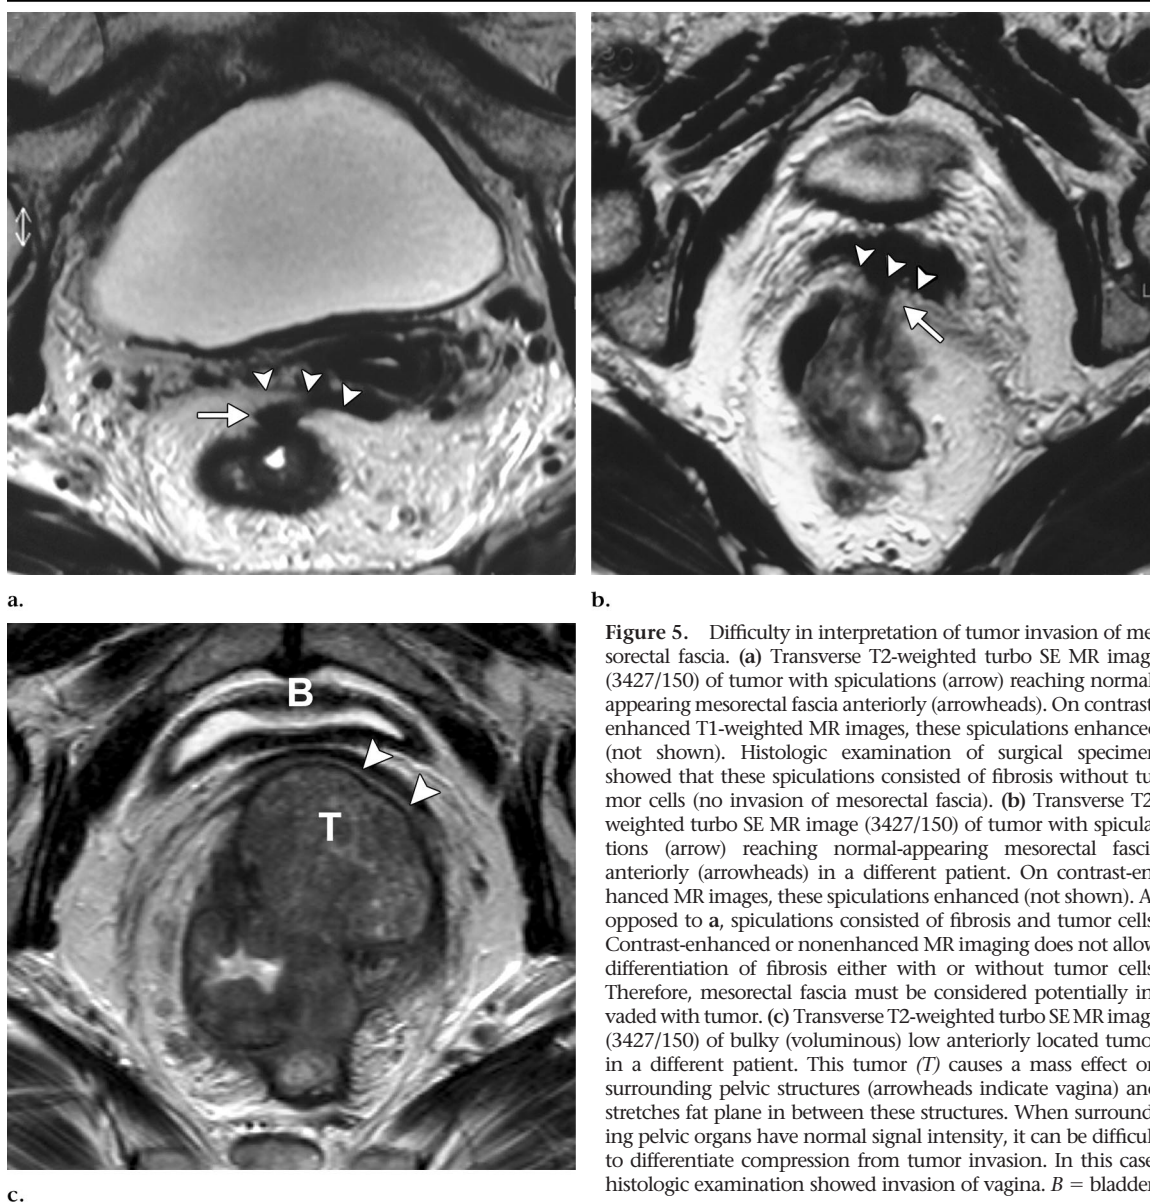 B
T
a.
b.
c.
Figure 5. Difficulty in interpretation of tumor invasion of me
sorectal fascia. (a) Transverse T2-weighted turbo SE MR imag
(3427/150) of tumor with spiculations (arrow) reaching normal
appearing mesorectal fascia anteriorly (arrowheads). On contrast
enhanced T1-weighted MR images, these spiculations enhanced
(not shown). Histologic examination of surgical specimen
showed that these spiculations consisted of fibrosis without tu
mor cells (no invasion of mesorectal fascia). (b) Transverse T2
weighted turbo SE MR image (3427/150) of tumor with spicula
tions (arrow) reaching normal-appearing mesorectal fasci
anteriorly (arrowheads) in a different patient. On contrast-en
hanced MR images, these spiculations enhanced (not shown). A
opposed to a, spiculations consisted of fibrosis and tumor cells
Contrast-enhanced or nonenhanced MR imaging does not allow
differentiation of fibrosis either with or without tumor cells
Therefore, mesorectal fascia must be considered potentially in
vaded with tumor. (c) Transverse T2-weighted turbo SE MR imag
(3427/150) of bulky (voluminous) low anteriorly located tumo
in a different patient. This tumor (T) causes a mass effect on
surrounding pelvic structures (arrowheads indicate vagina) and
stretches fat plane in between these structures. When surround
ing pelvic organs have normal signal intensity, it can be difficul
to differentiate compression from tumor invasion. In this case
histologic examination showed invasion of vagina. B = bladder